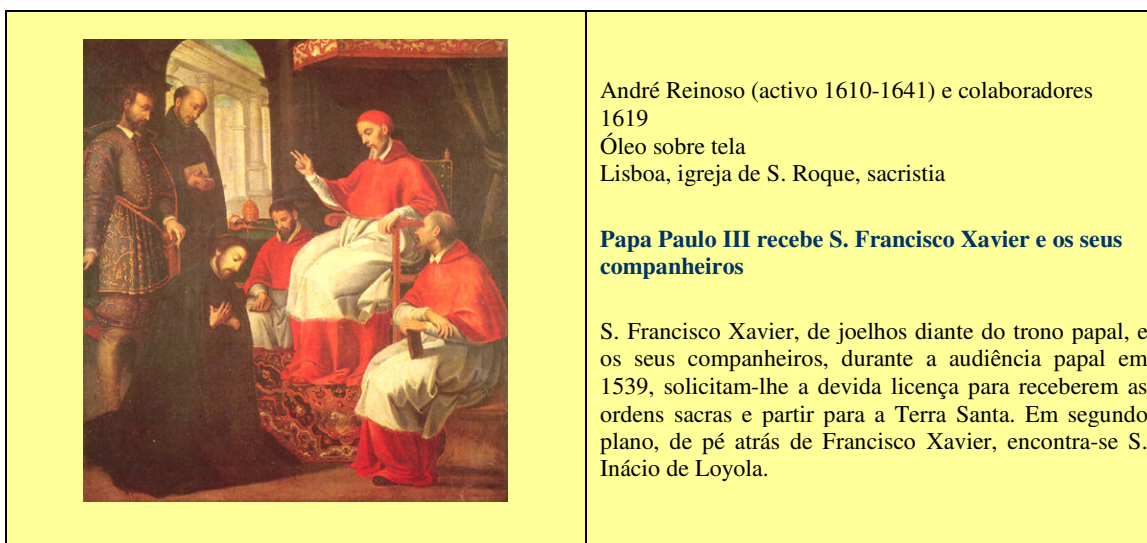 André Reinoso (activo 1610-1641) e colaboradores
1619
Óleo sobre tela
Lisboa, igreja de S. Roque, sacristia
Papa Paulo III recebe S. Francisco Xavier e os seus
companheiros
S. Francisco Xavier, de joelhos diante do trono papal, e
os seus companheiros, durante a audiência papal em
1539, solicitam-lhe a devida licença para receberem as
ordens sacras e partir para a Terra Santa. Em segundo
plano, de pé atrás de Francisco Xavier, encontra-se S.
Inácio de Loyola.